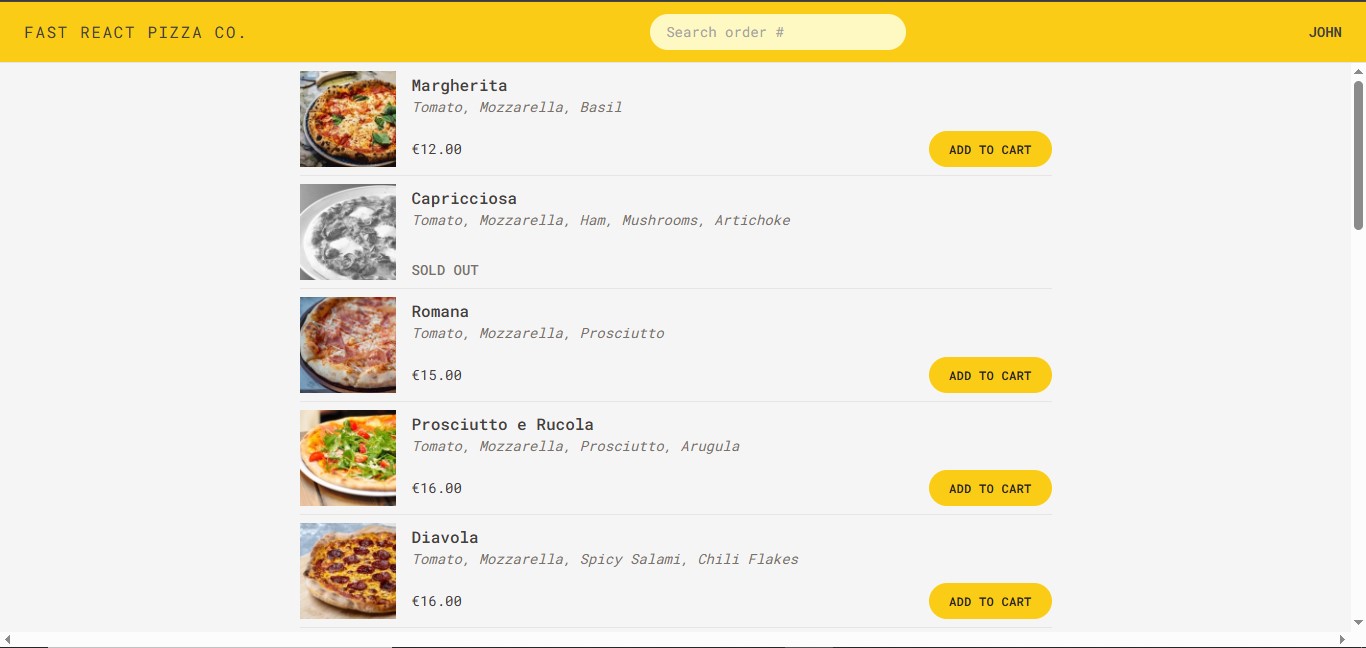 FAST REACT PIZZA CO.
Search order #
JOHN
Margherita
Tomato, Mozzarella, Basil
€12.00
ADD TO CART
Capricciosa
Tomato, Mozzarella, Ham, Mushrooms, Artichoke
SOLD OUT
Romana
Tomato, Mozzarella, Prosciutto
€15.00
ADD TO CART
Prosciutto e Rucola
Tomato, Mozzarella, Prosciutto, Arugula
€16.00
ADD TO CART
Diavola
Tomato, Mozzarella, Spicy Salami, Chili Flakes
€16.00
ADD TO CART